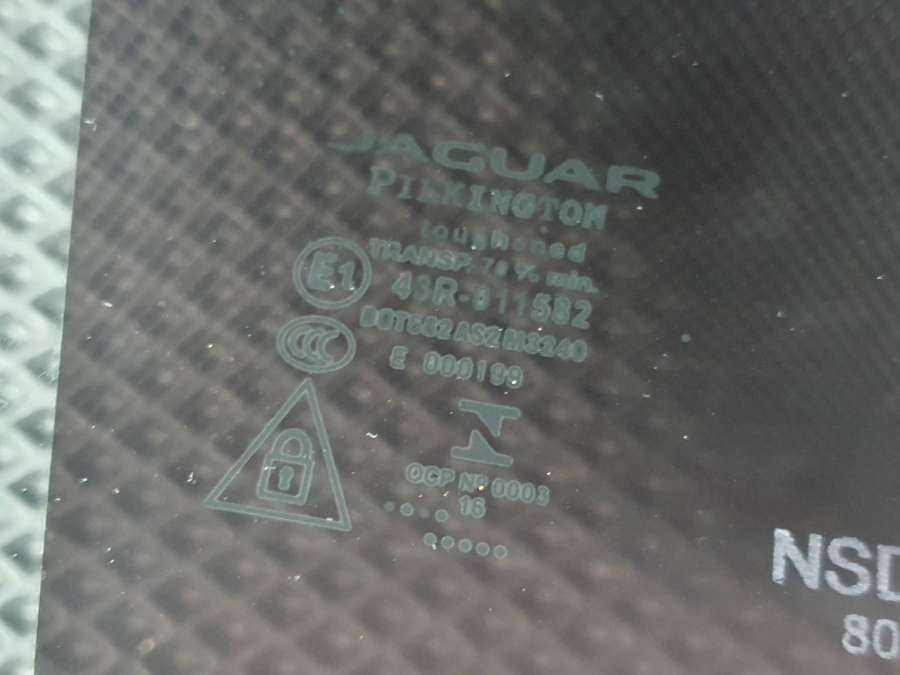 JAGUAR
PILKINGTON
toughened
TRANSP. 70 % min.
E1
43R-011582
DOT682 AS2 M3240
CCC
E 000199
OCP Nº 0003
16
NSD
80